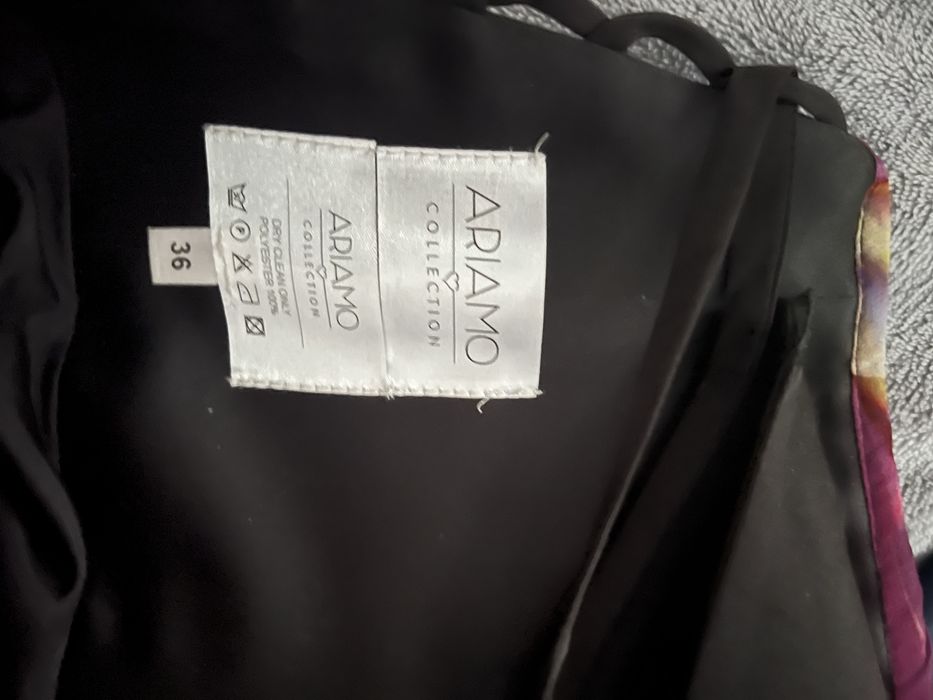 ARIAMO
COLLECTION
ARIAMO
COLLECTION
DRY CLEAN ONLY
POLYESTER 100%
P
36